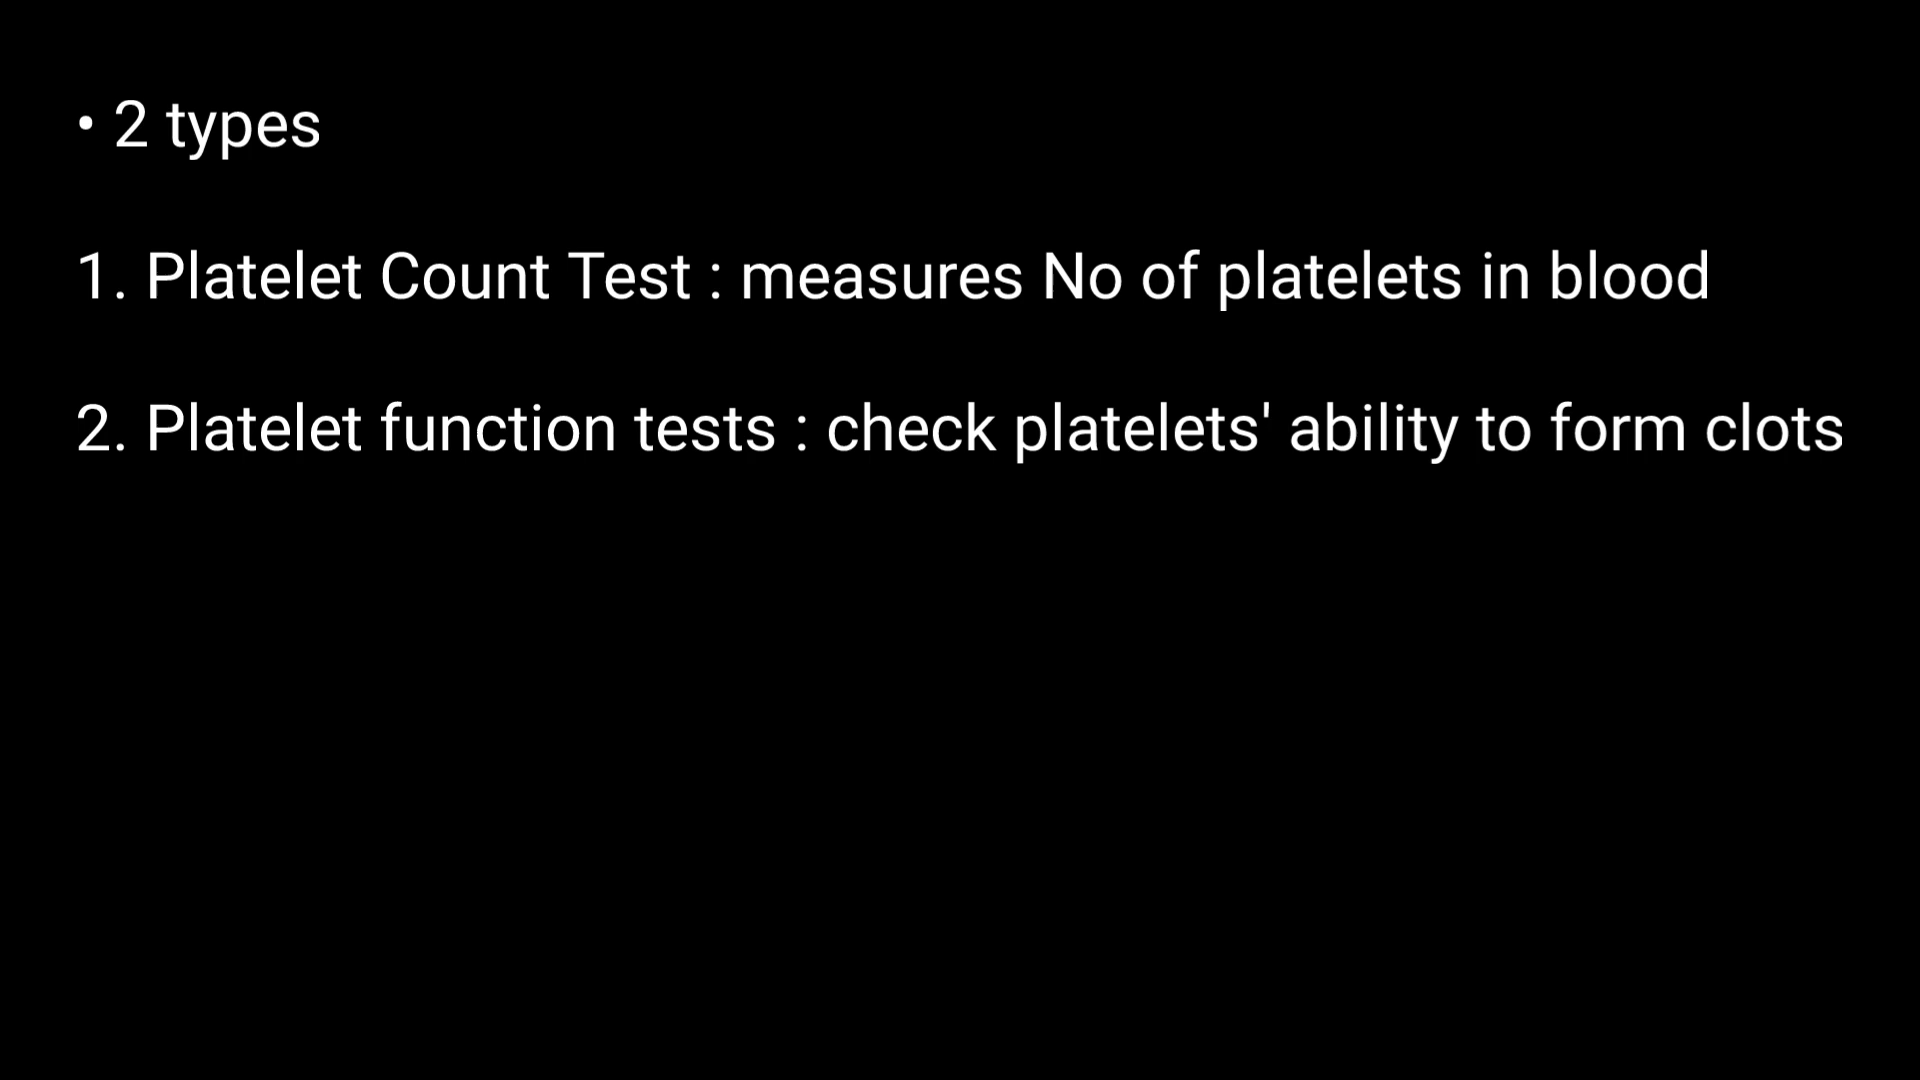 • 2 types
1. Platelet Count Test : measures No of platelets in blood
2. Platelet function tests : check platelets' ability to form clots